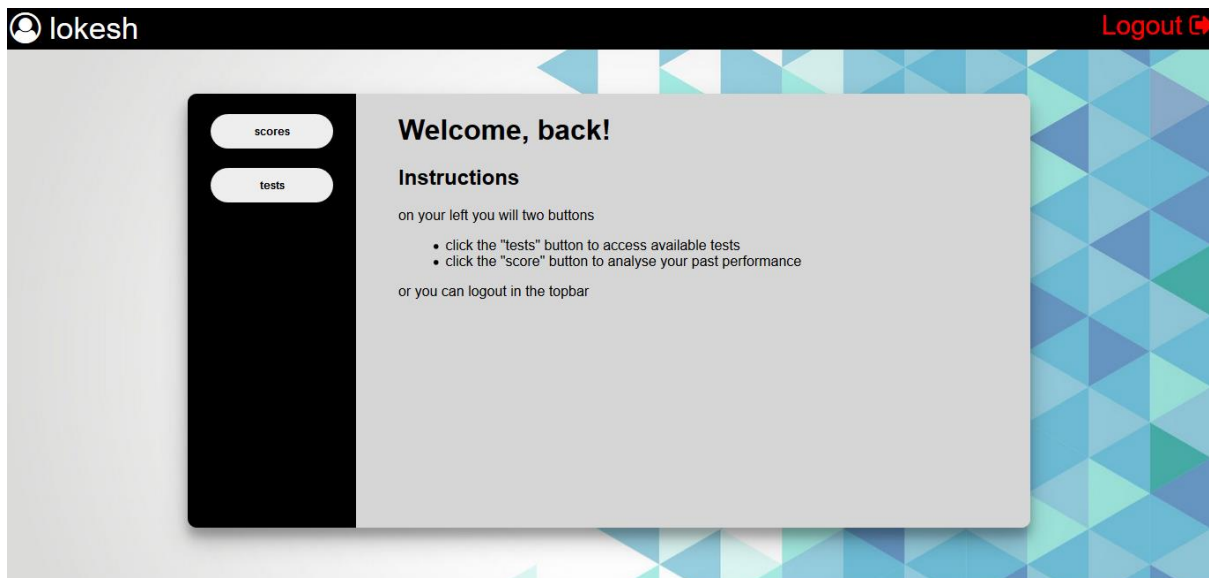 lokesh
Logout
scores
tests
Welcome, back!
Instructions
on your left you will two buttons
click the "tests" button to access available tests
click the "score" button to analyse your past performance
or you can logout in the topbar